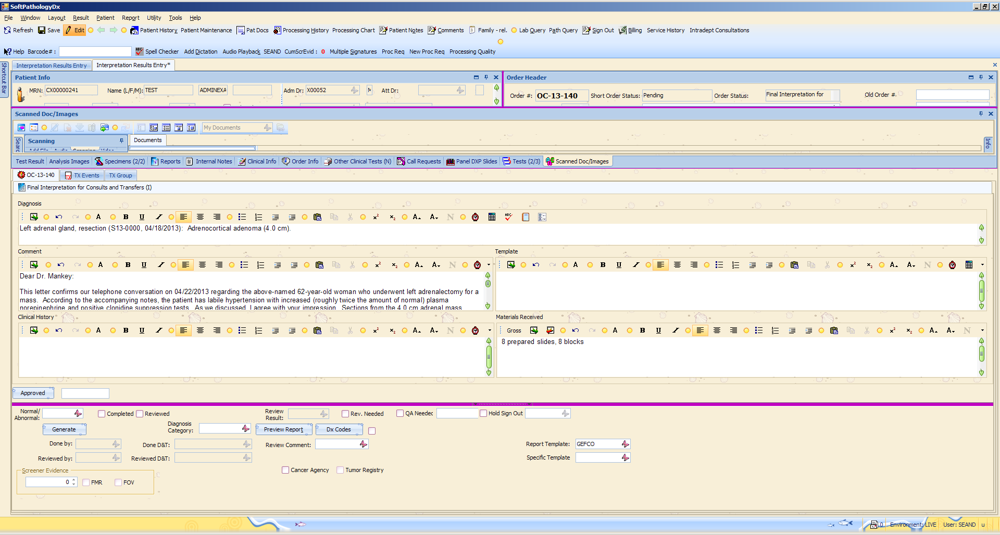 SoftPathologyDx
File Window Layout Result Patient Report Utility Tools Help
Refresh Save Edit Patient History Patient Maintenance Pat Docs Processing History Processing Chart Patient Notes Comments Family - rel. Lab Query Path Query Sign Out Billing Service History Intradept Consultations
Help Barcode# : Spell Checker Add Dictation Audio Playback SEAND CumScrEvid : 0 Multiple Signatures Proc Req New Proc Req Processing Quality
Shortcut Bar
Interpretation Results Entry Interpretation Results Entry*
Patient Info Order Header
MRN: CX00000241 Name (L/F/M): TEST ADMINEXA Adm Dr: X00052 M Att Dr:
Order #: OC-13-140 Short Order Status: Pending Order Status: Final Interpretation for Old Order #
Scanned Doc/Images
My Documents
Searc Scanning Documents Info
Add File Audio Scanning Video
Test Result Analysis Images Specimens (2/2) Reports Internal Notes Clinical Info Order Info Other Clinical Tests (N) Call Requests Panel DXP Slides Tests (2/3) Scanned Doc/Images
OC-13-140 TX Events TX Group
Final Interpretation for Consults and Transfers (I)
Diagnosis
Left adrenal gland, resection (S13-0000, 04/18/2013):  Adrenocortical adenoma (4.0 cm).
Comment
Dear Dr. Mankey:
This letter confirms our telephone conversation on 04/22/2013 regarding the above-named 62-year-old woman who underwent left adrenalectomy for a
mass.  According to the accompanying notes, the patient has labile hypertension with increased (roughly twice the amount of normal) plasma
norepinephrine and positive clonidine suppression tests.  As we discussed, I agree with your impression.  Sections from the 4.0 cm adrenal mass
Template
Clinical History
Materials Received
Gross
8 prepared slides, 8 blocks
Approved
Normal/ Abnormal: Completed Reviewed Review Result: Rev. Needed QA Needed Hold Sign Out
Generate Diagnosis Category: Preview Report Dx Codes
Done by: Done D&T: Review Comment: Report Template: GEFCO
Reviewed by: Reviewed D&T: Specific Template
Screener Evidence Cancer Agency Tumor Registry
0 FMR FOV
0 Environment: LIVE User: SEAND u